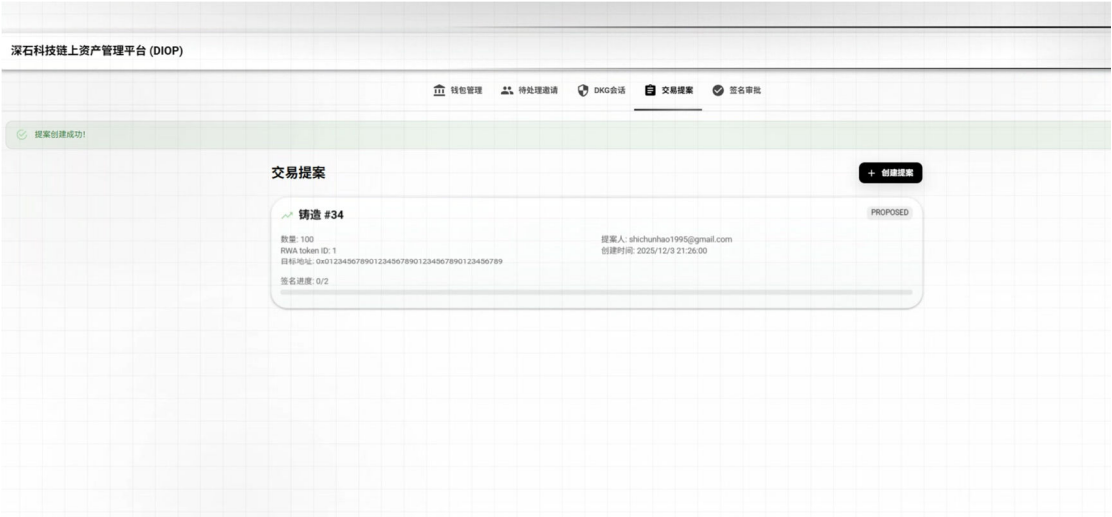 深石科技链上资产管理平台 (DIOP)
钱包管理
待处理邀请
DKG会话
交易提案
签名审批
提案创建成功!
交易提案
+ 创建提案
铸造 #34
PROPOSED
数量: 100
提案人: shichunhao1995@gmail.com
RWA token ID: 1
创建时间: 2025/12/3 21:26:00
目标地址: 0x0123456789012345678901234567890123456789
签名进度: 0/2